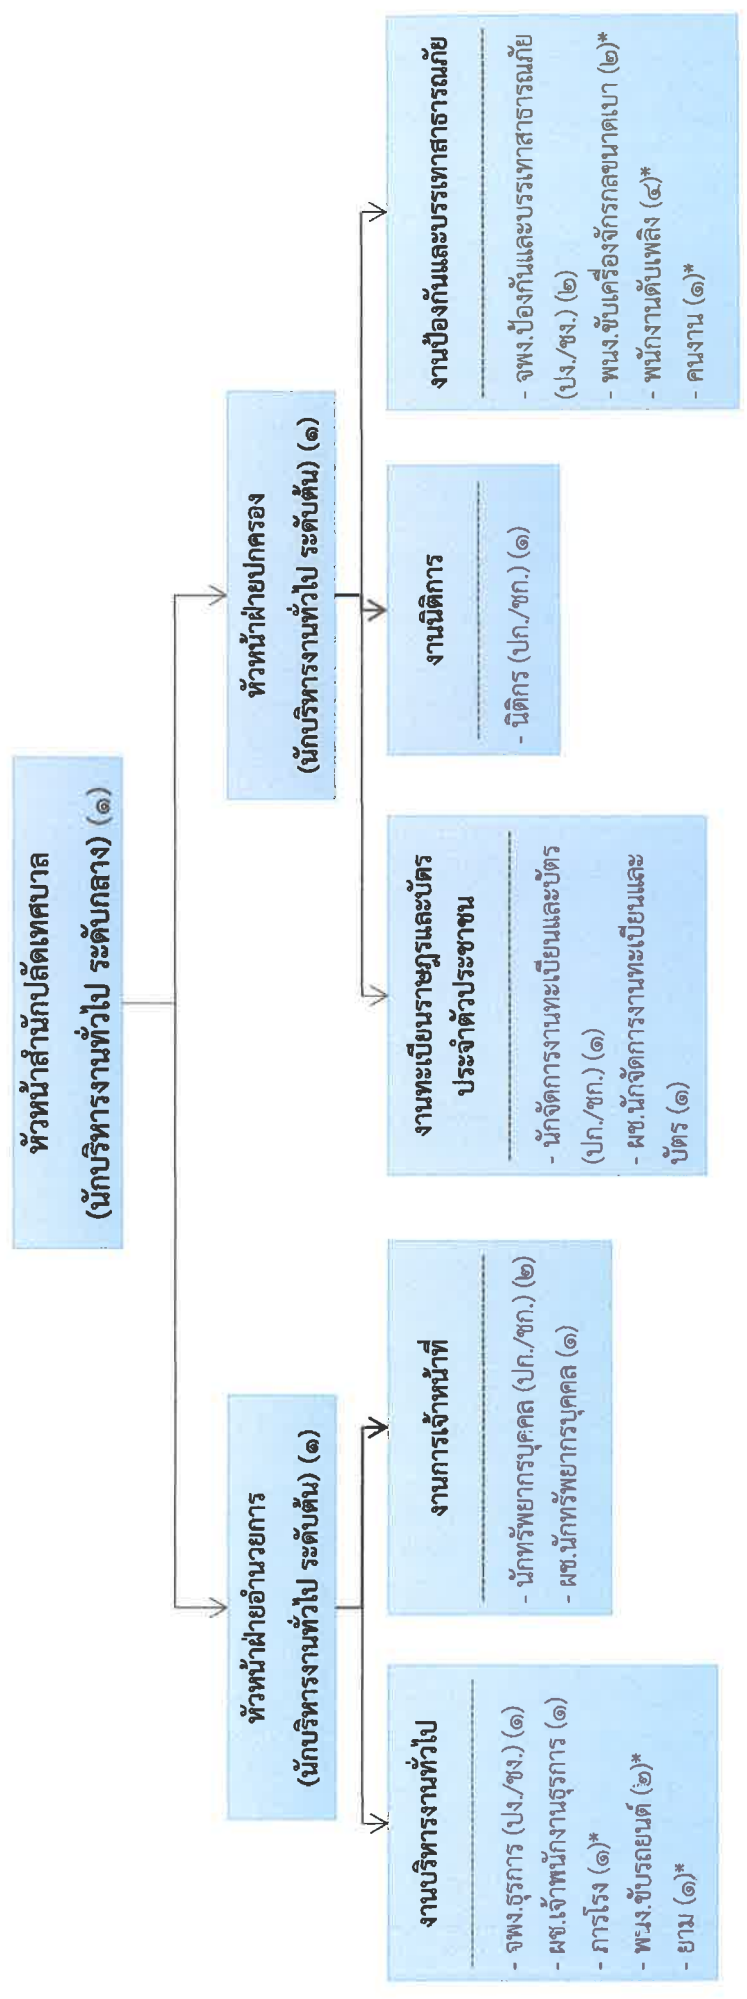 หัวหน้าสำนักปลัดเทศบาล
(นักบริหารงานทั่วไป ระดับกลาง) (๑)
หัวหน้าฝ่ายอำนวยการ
(นักบริหารงานทั่วไป ระดับต้น) (๑)
หัวหน้าฝ่ายปกครอง
(นักบริหารงานทั่วไป ระดับต้น) (๑)
งานบริหารงานทั่วไป
- จพง.ธุรการ (ปง./ชง.) (๑)
- ผช.เจ้าพนักงานธุรการ (๑)
- ภารโรง (๑)*
- พนง.ขับรถยนต์ (๒)*
- ยาม (๑)*
งานการเจ้าหน้าที่
- นักทรัพยากรบุคคล (ปก./ชก.) (๒)
- ผช.นักทรัพยากรบุคคล (๑)
งานทะเบียนราษฎรและบัตร
ประจำตัวประชาชน
- นักจัดการงานทะเบียนและบัตร
(ปก./ชก.) (๑)
- ผช.นักจัดการงานทะเบียนและ
บัตร (๑)
งานนิติการ
- นิติกร (ปก./ชก.) (๑)
งานป้องกันและบรรเทาสาธารณภัย
- จพง.ป้องกันและบรรเทาสาธารณภัย
(ปง./ชง.) (๒)
- พนง.ขับเครื่องจักรกลขนาดเบา (๒)*
- พนักงานดับเพลิง (๔)*
- คนงาน (๑)*